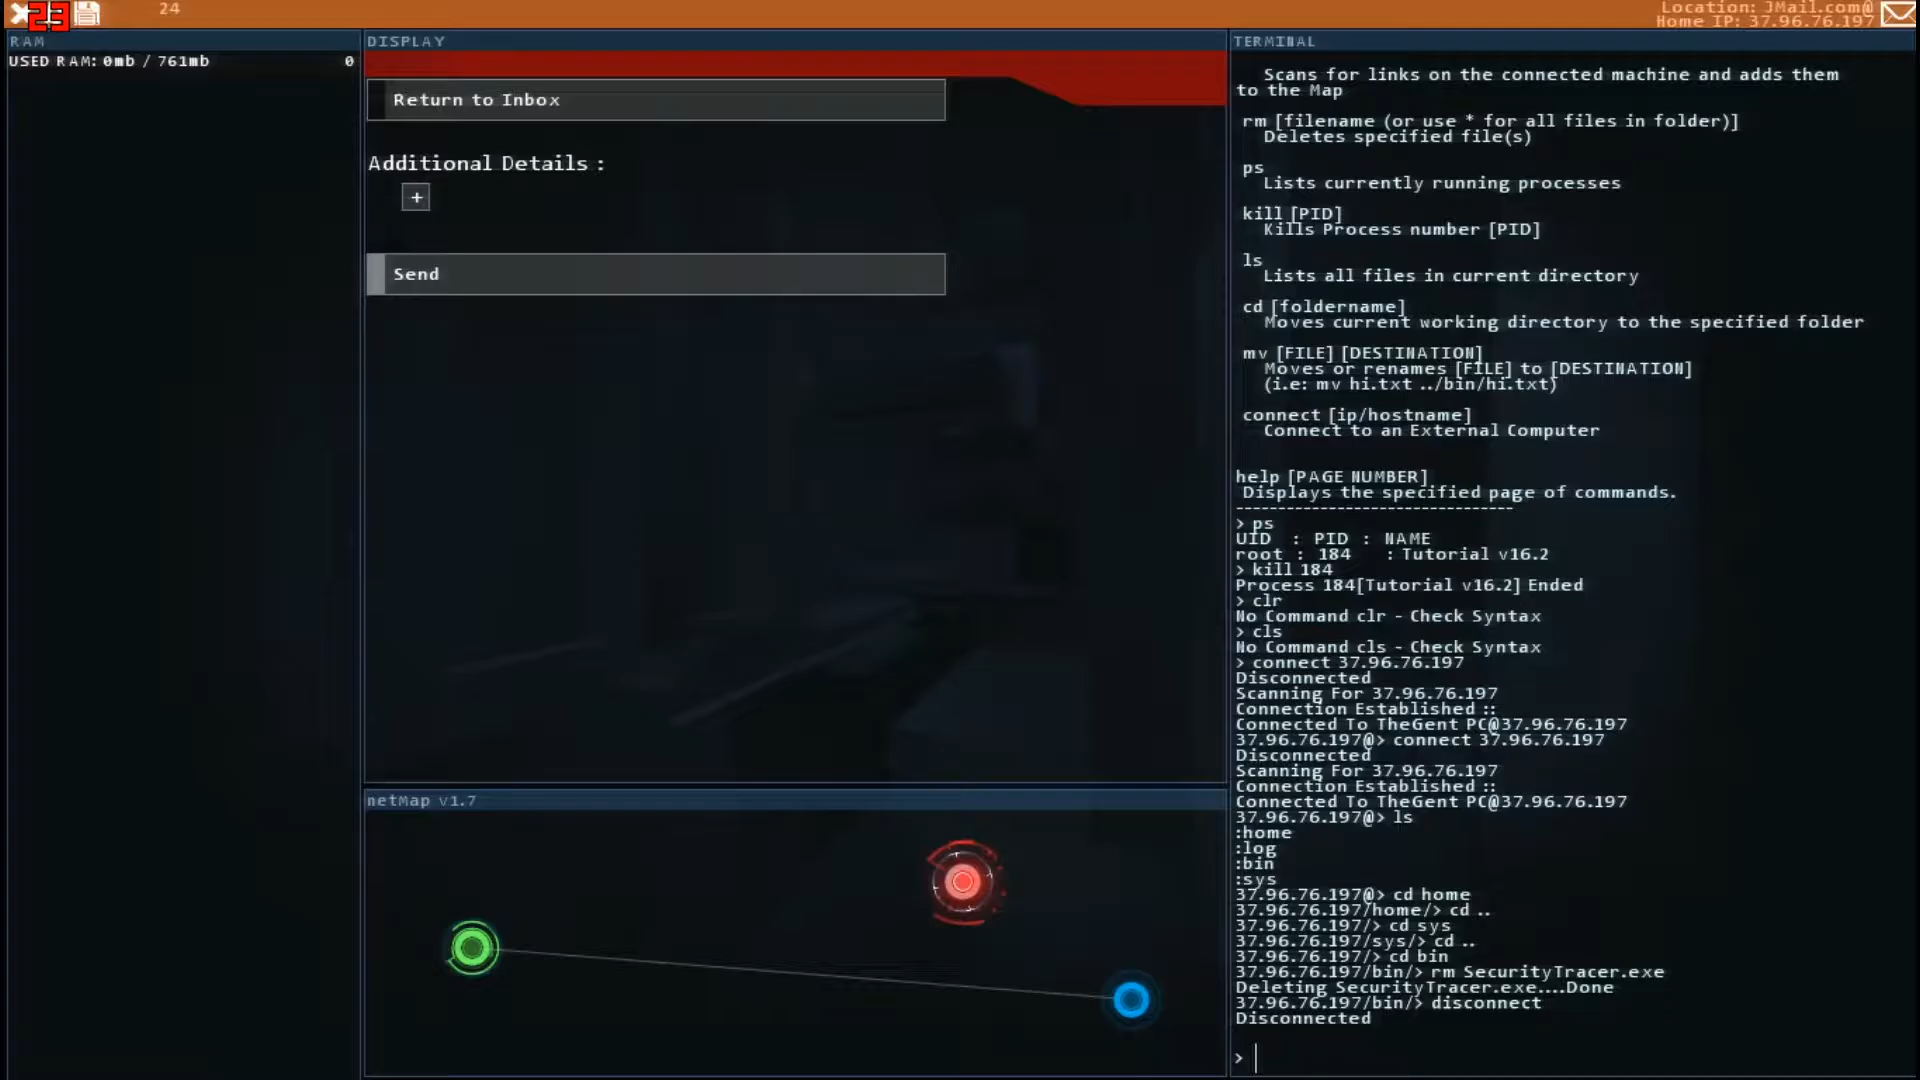 23
24
Location: JMail.com@
Home IP: 37.96.76.197
RAM
USED RAM: 0mb / 761mb 0
DISPLAY
Return to Inbox
Additional Details :
+
Send
netMap v1.7
TERMINAL
Scans for links on the connected machine and adds them
to the Map
rm [filename (or use * for all files in folder)]
Deletes specified file(s)
ps
Lists currently running processes
kill [PID]
Kills Process number [PID]
ls
Lists all files in current directory
cd [foldername]
Moves current working directory to the specified folder
mv [FILE] [DESTINATION]
Moves or renames [FILE] to [DESTINATION]
(i.e: mv hi.txt ../bin/hi.txt)
connect [ip/hostname]
Connect to an External Computer
help [PAGE NUMBER]
Displays the specified page of commands.
---------------------------------
> ps
UID : PID : NAME
root : 184 : Tutorial v16.2
> kill 184
Process 184[Tutorial v16.2] Ended
> clr
No Command clr - Check Syntax
> cls
No Command cls - Check Syntax
> connect 37.96.76.197
Disconnected
Scanning For 37.96.76.197
Connection Established ::
Connected To TheGent PC@37.96.76.197
37.96.76.197@> connect 37.96.76.197
Disconnected
Scanning For 37.96.76.197
Connection Established ::
Connected To TheGent PC@37.96.76.197
37.96.76.197@> ls
:home
:log
:bin
:sys
37.96.76.197@> cd home
37.96.76.197/home/> cd ..
37.96.76.197/> cd sys
37.96.76.197/sys/> cd ..
37.96.76.197/> cd bin
37.96.76.197/bin/> rm SecurityTracer.exe
Deleting SecurityTracer.exe....Done
37.96.76.197/bin/> disconnect
Disconnected
>